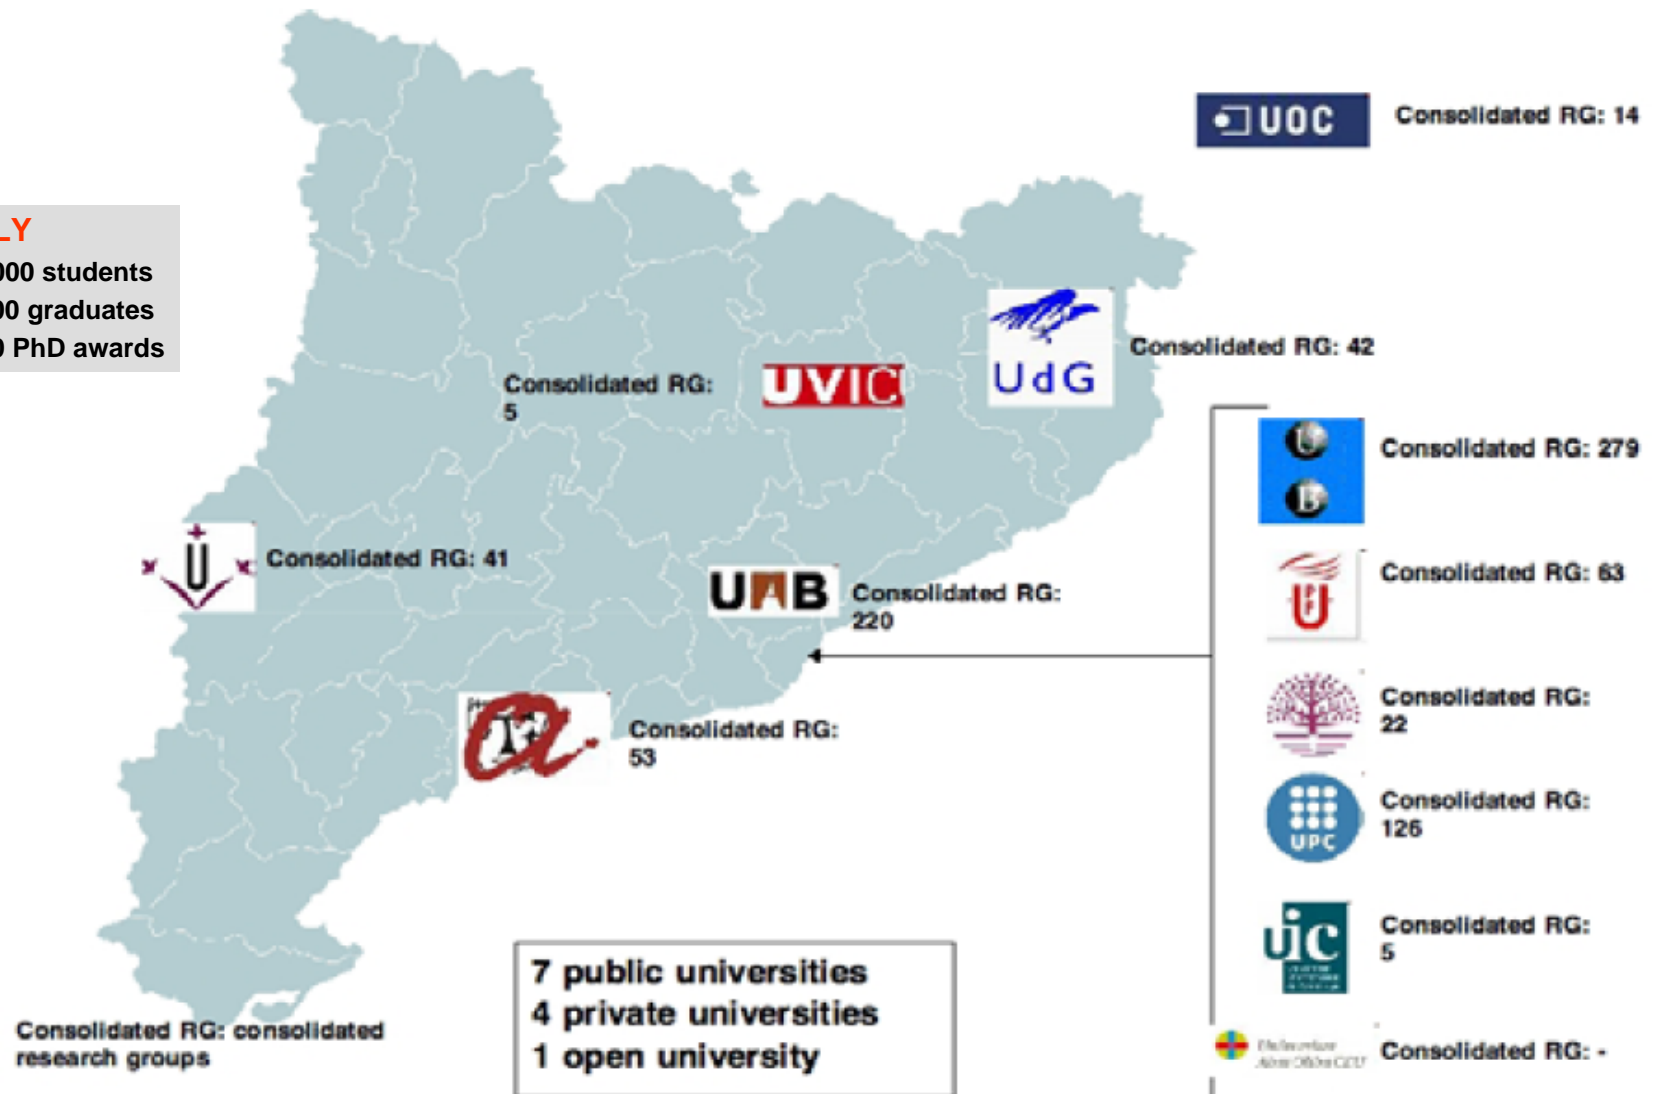 UOC
Consolidated RG: 14
LY
000 students
00 graduates
0 PhD awards
UdG
Consolidated RG: 42
Consolidated RG:
5
UVIC
U
B
Consolidated RG: 279
U
Consolidated RG: 41
UPF
Consolidated RG: 63
UAB
Consolidated RG:
220
Consolidated RG:
22
Consolidated RG:
53
UPC
Consolidated RG:
126
uic
Consolidated RG:
5
7 public universities
4 private universities
1 open university
Consolidated RG: consolidated
research groups
CEU
Consolidated RG: -